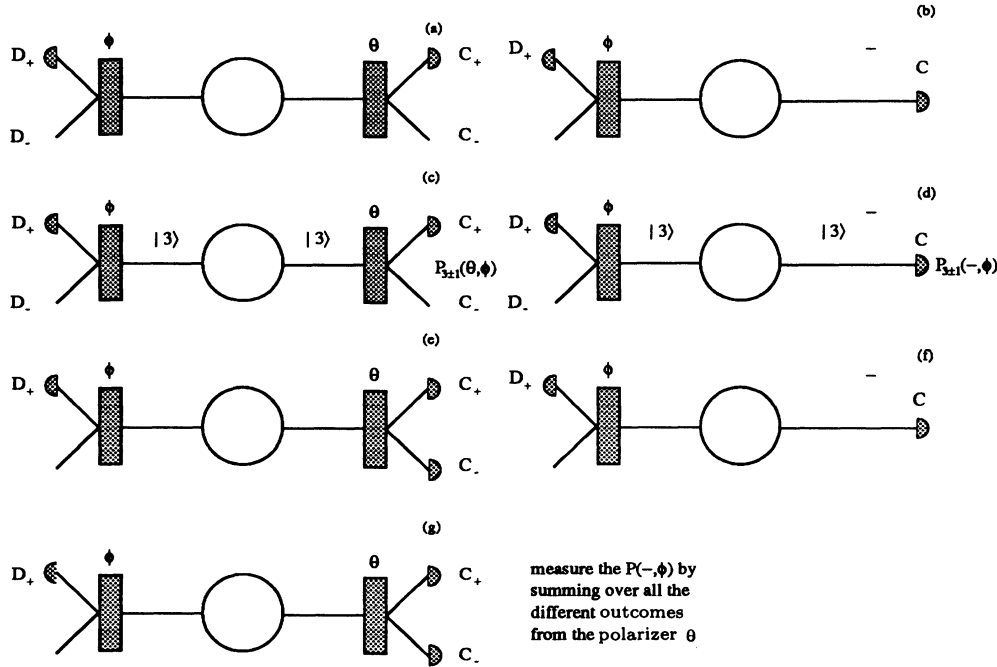 (a)
D₊ ϕ θ C₊
D₋ C₋
(b)
D₊ ϕ − C
(c)
D₊ ϕ |3⟩ |3⟩ θ C₊
P₃±₁(θ,ϕ)
D₋ C₋
(d)
D₊ ϕ |3⟩ |3⟩ − C
P₃±₁(−,ϕ)
D₋
(e)
D₊ ϕ θ C₊
C₋
(f)
D₊ ϕ − C
(g)
D₊ ϕ θ C₊
C₋
measure the P(−,ϕ) by
summing over all the
different outcomes
from the polarizer θ